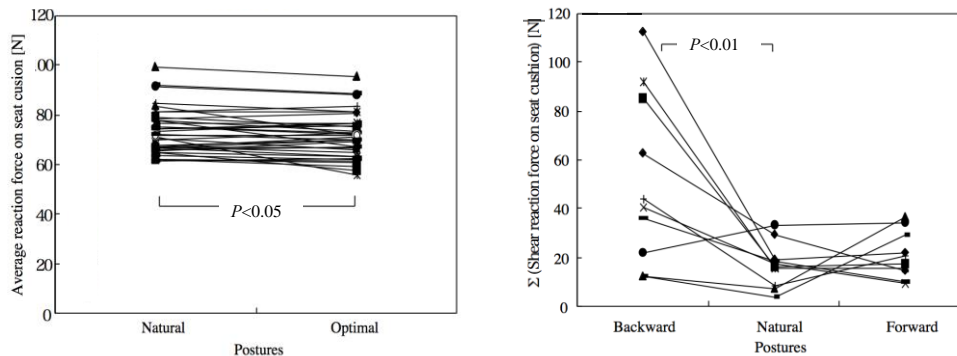 Average reaction force on seat cusion [N]
120
.00
80
60
40
20
0
P<0.05
Natural
Optimal
Postures
Σ (Shear reaction force on seat cushion) [N]
120
100
80
60
40
20
0
P<0.01
Backward
Natural
Forward
Postures